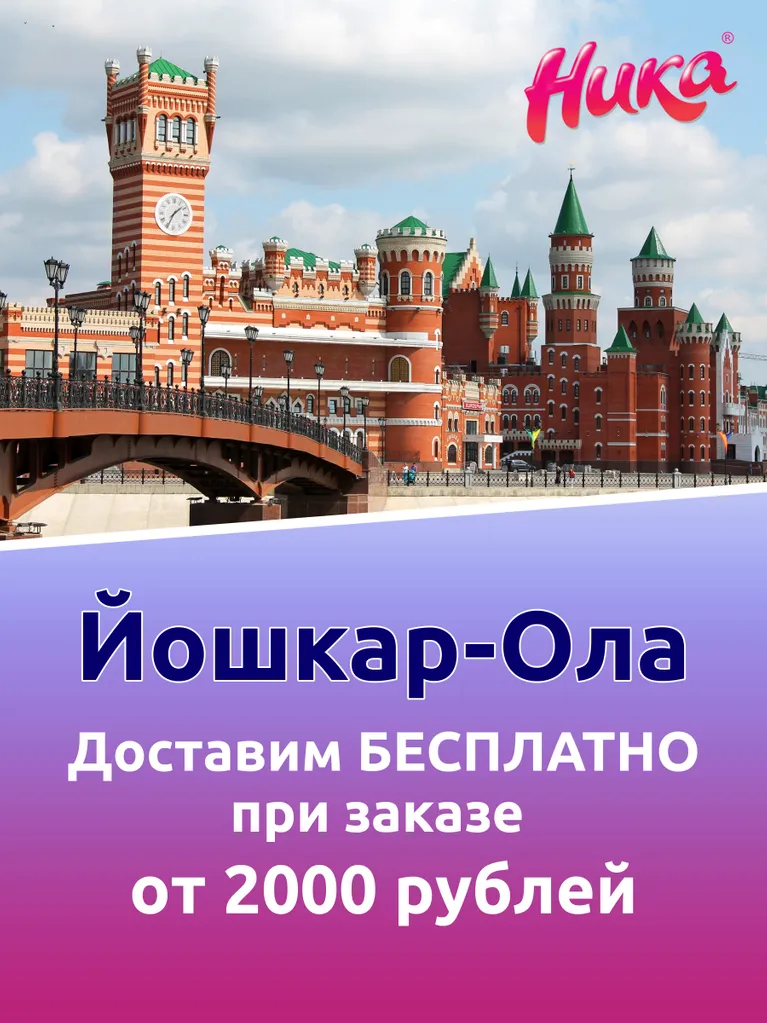 Ника®
Йошкар-Ола
Доставим БЕСПЛАТНО
при заказе
от 2000 рублей